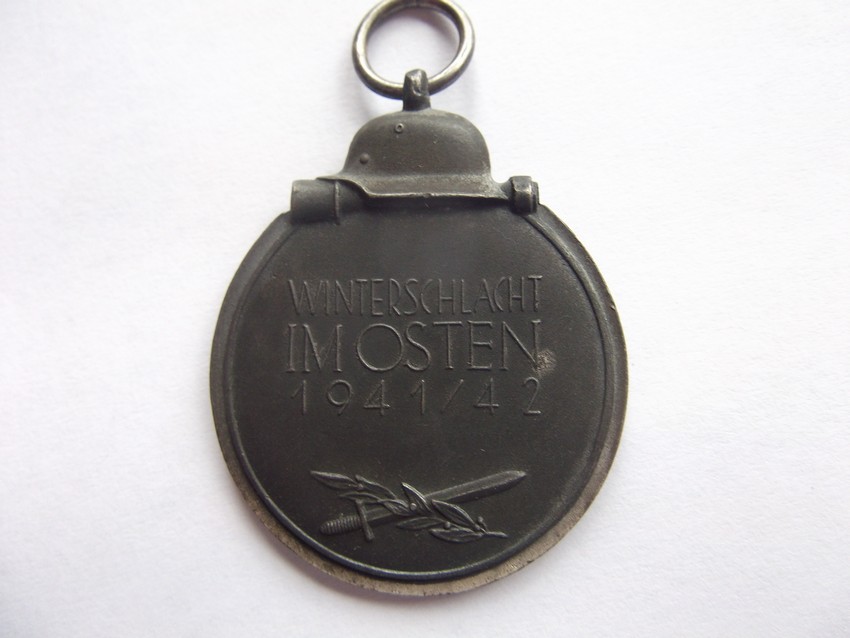 WINTERSCHLACHT
IM OSTEN
1941/42